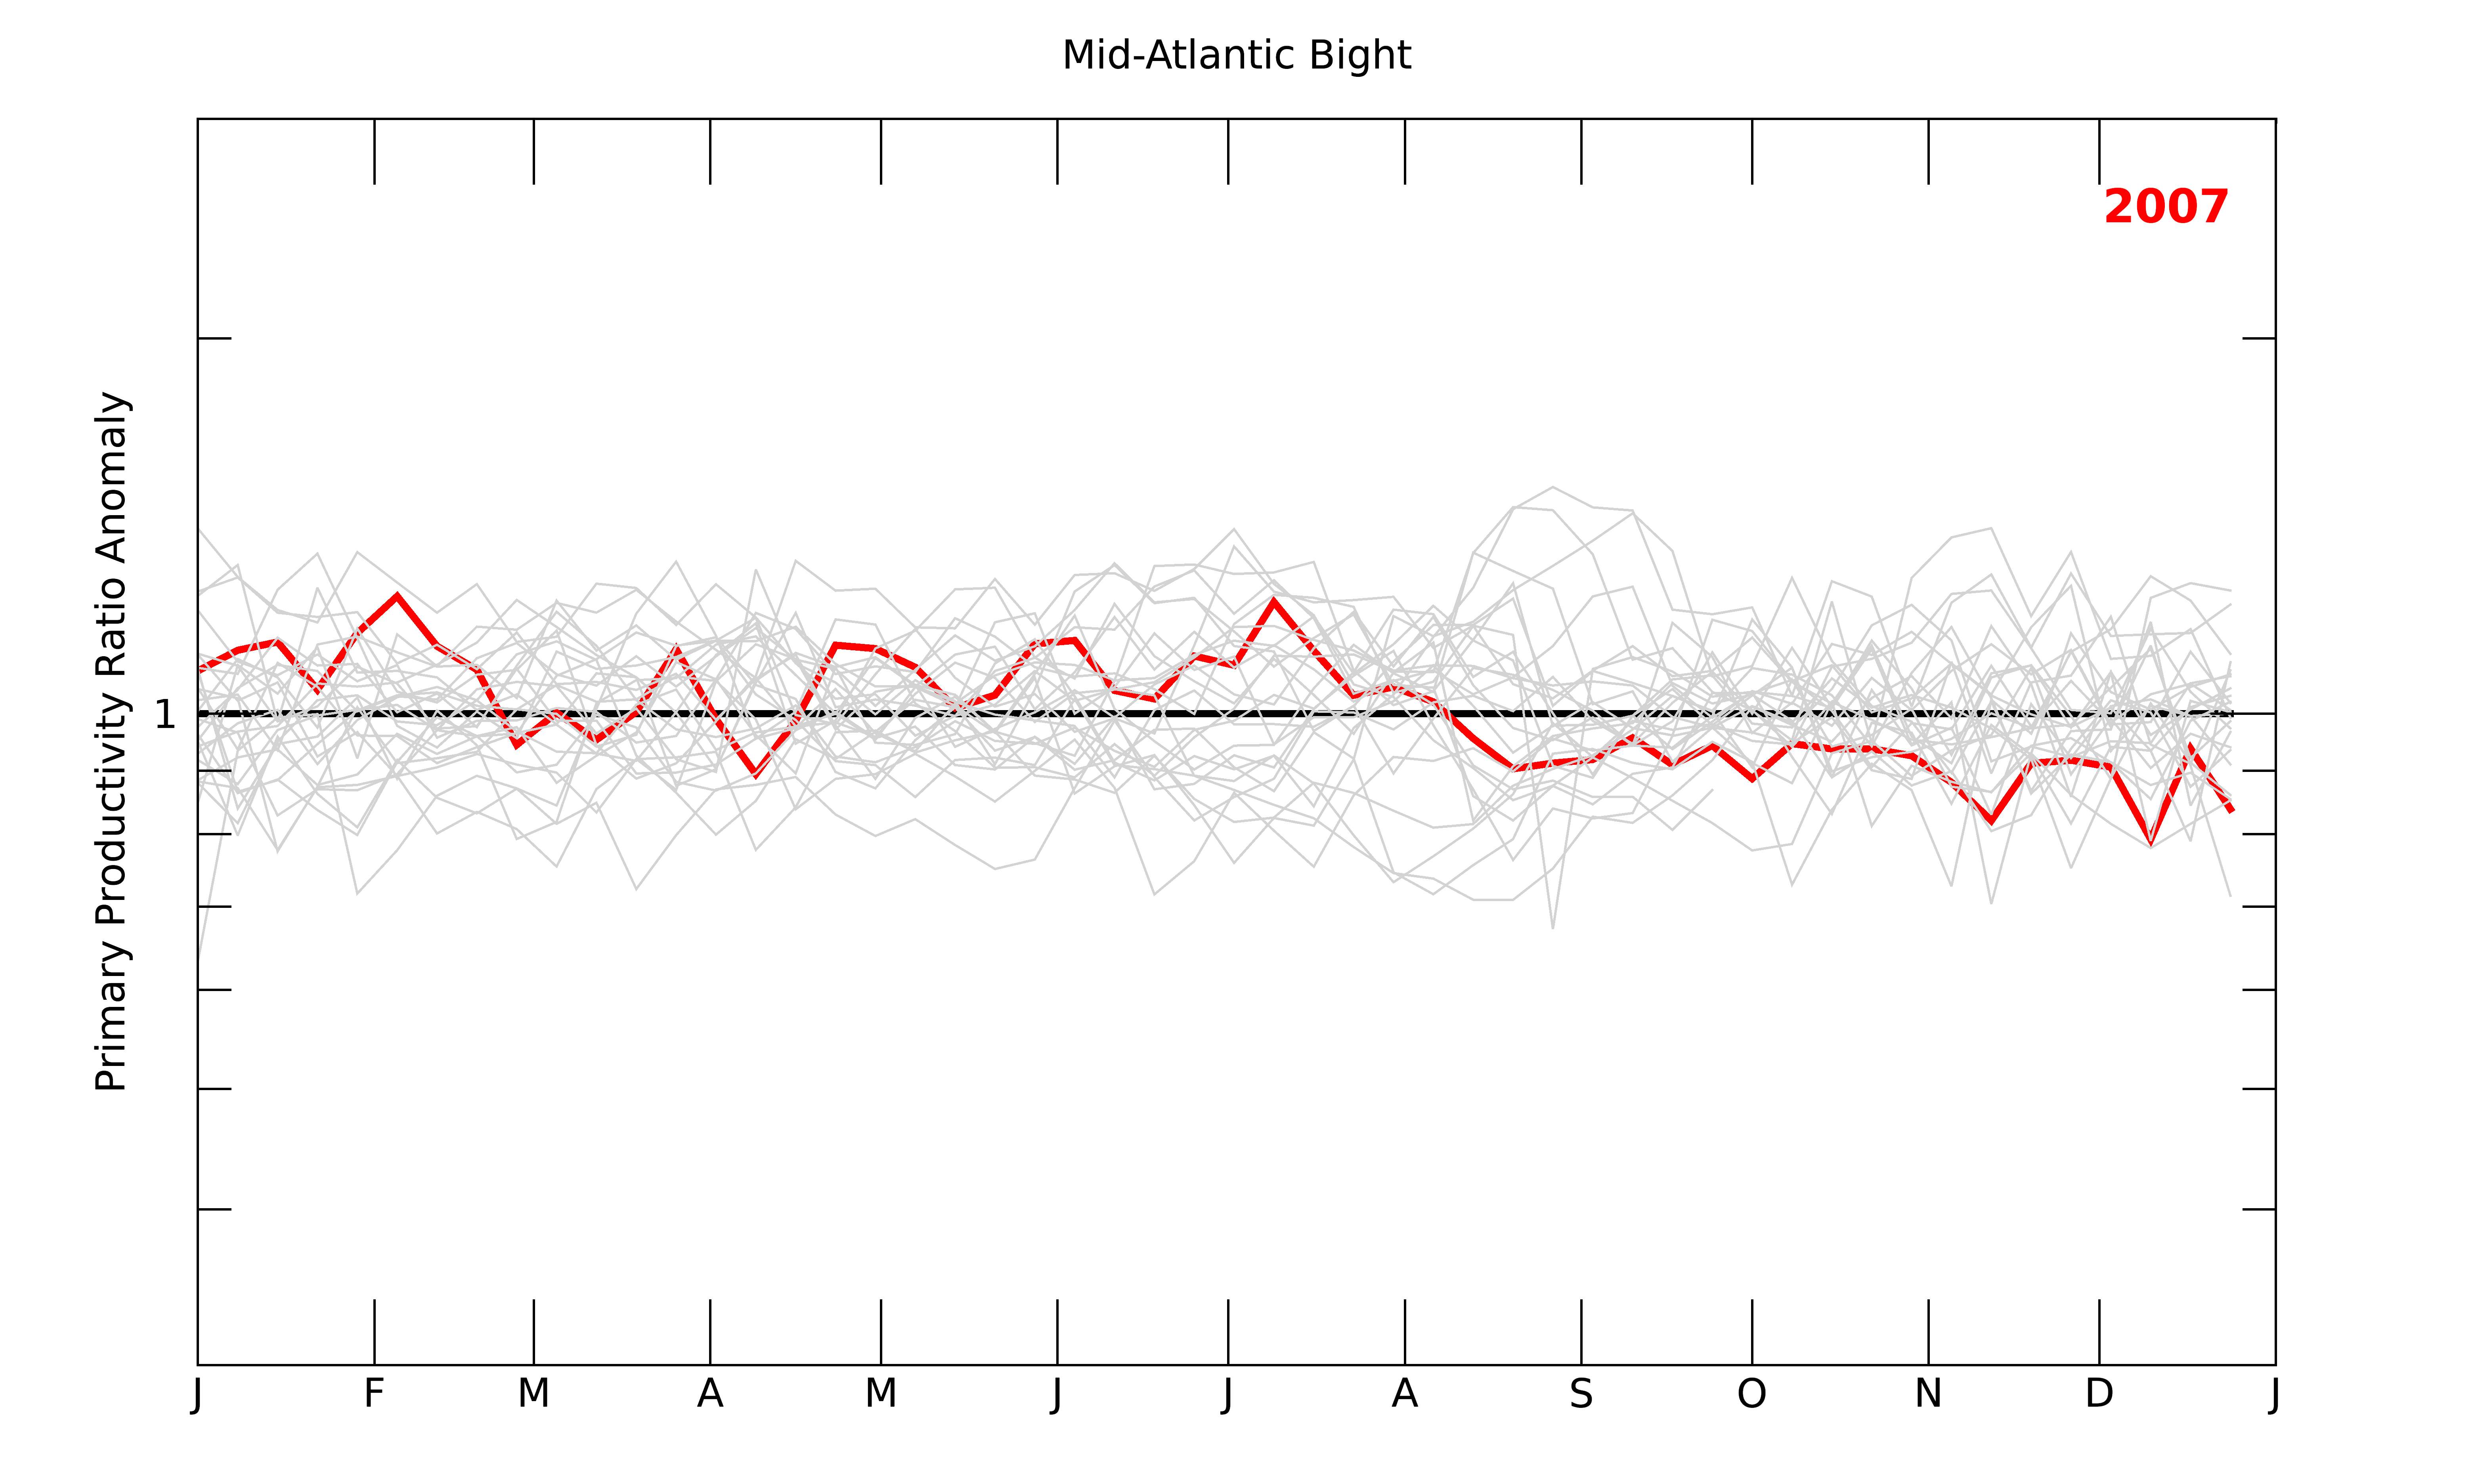 Mid-Atlantic Bight
2007
Primary Productivity Ratio Anomaly
1
J F M A M J J A S O N D J